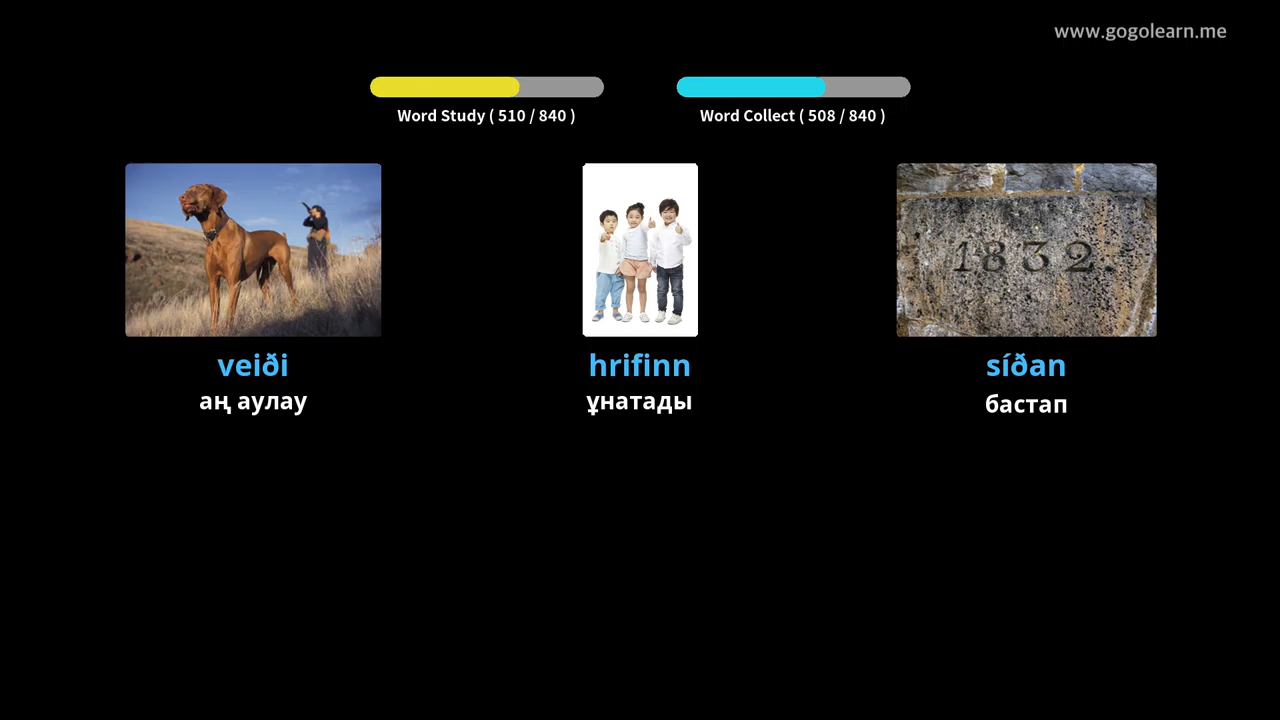 www.gogolearn.me
Word Study ( 510 / 840 )
Word Collect ( 508 / 840 )
1832.
veiði
hrifinn
síðan
аң аулау
ұнатады
бастап